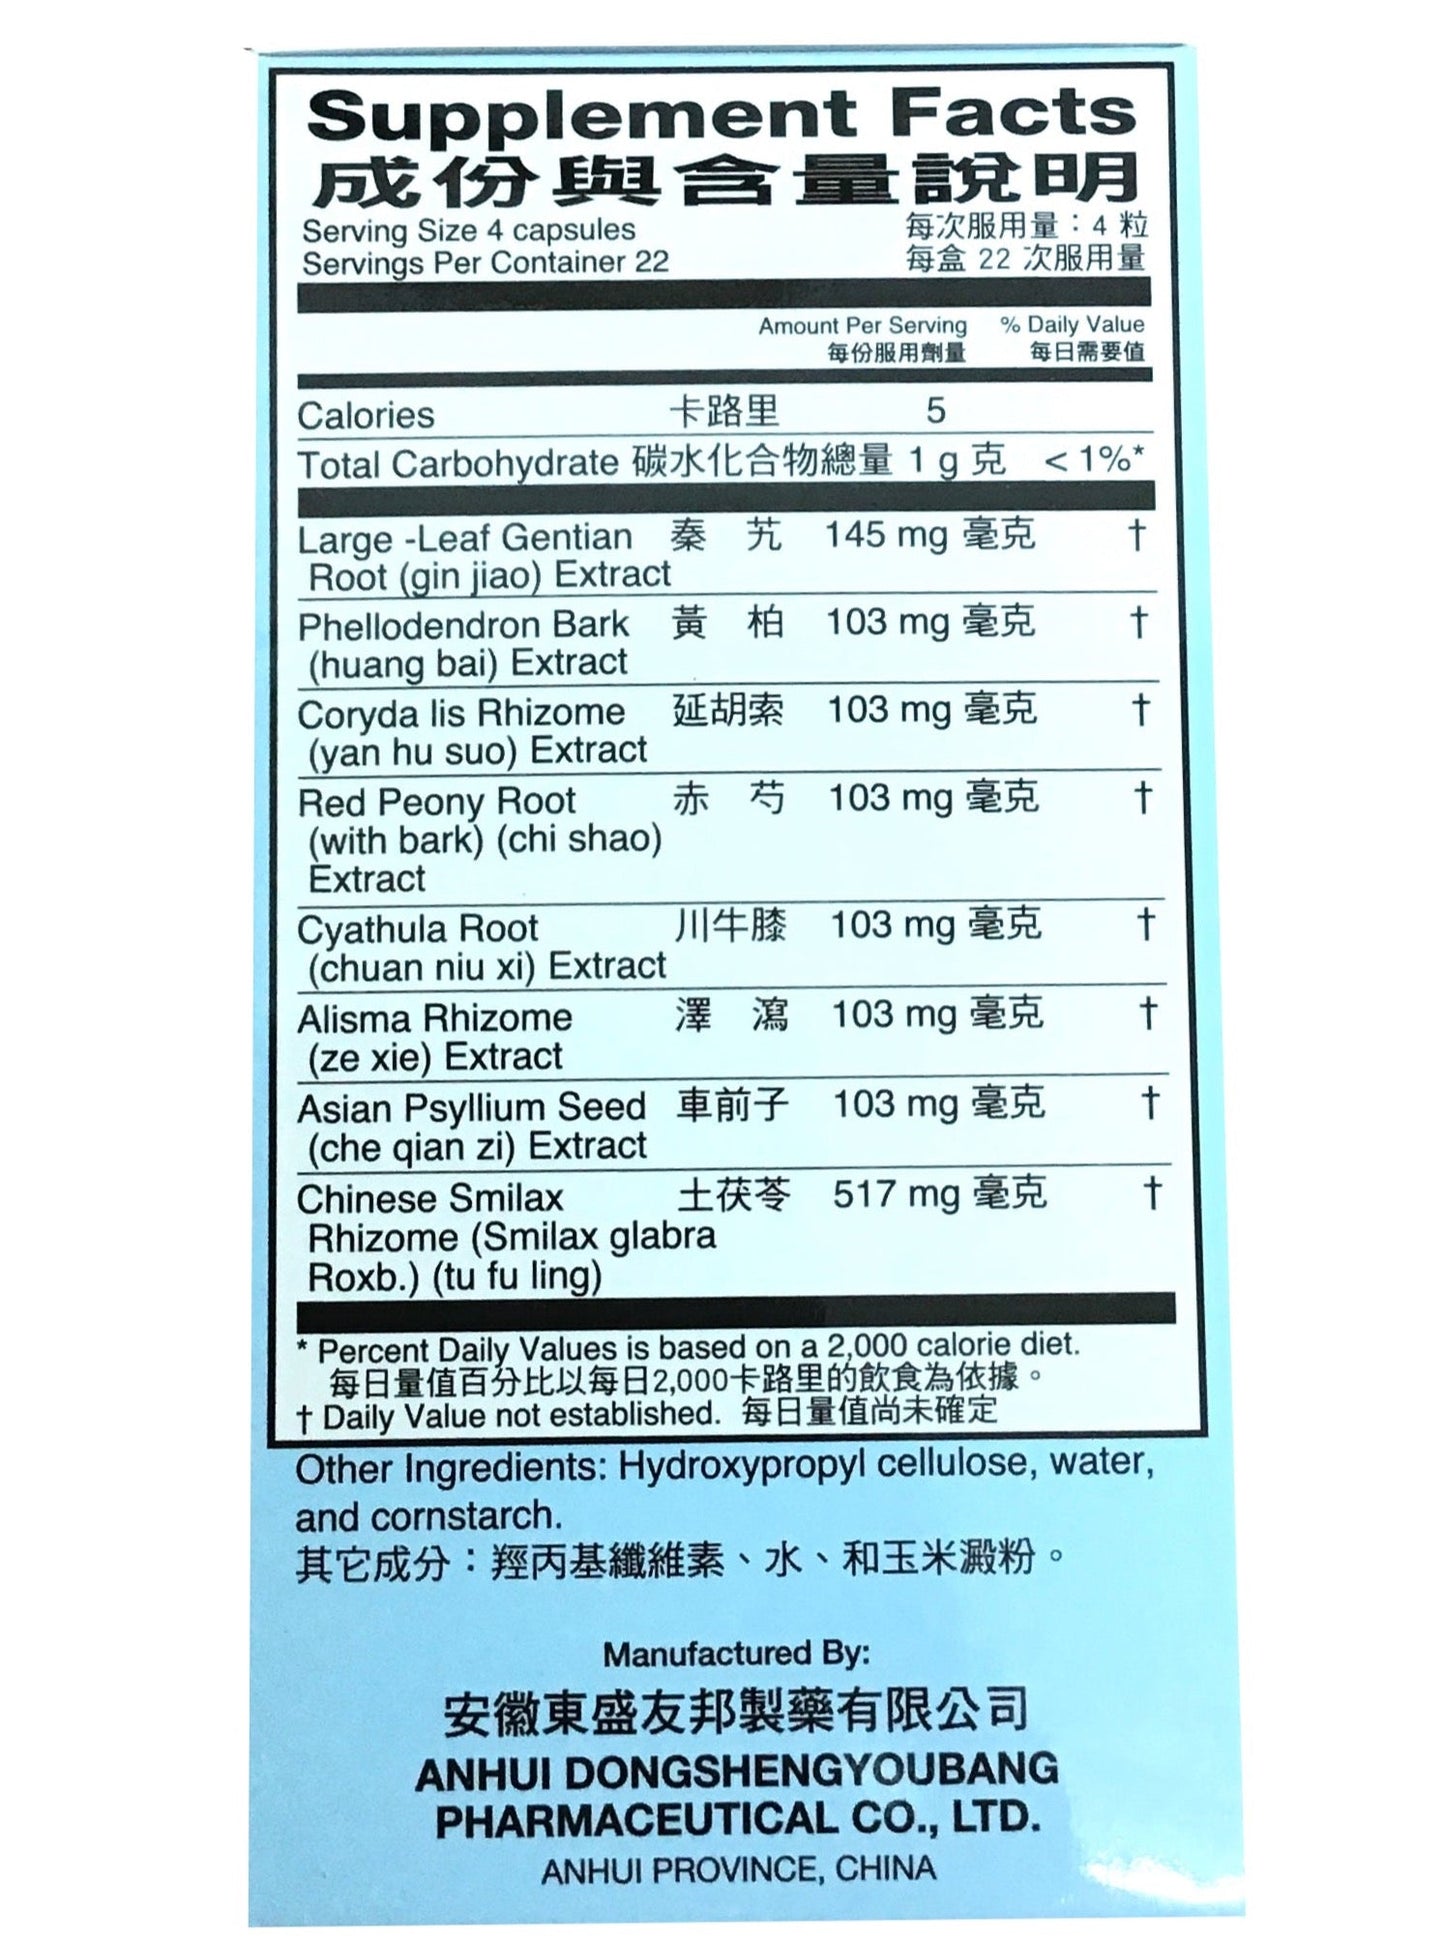 Supplement Facts
成份與含量說明
Serving Size 4 capsules 每次服用量：4 粒
Servings Per Container 22 每盒 22 次服用量
Amount Per Serving % Daily Value
每份服用劑量 每日需要值
Calories 卡路里 5
Total Carbohydrate 碳水化合物總量 1 g 克 < 1%*
Large -Leaf Gentian 秦 艽 145 mg 毫克 †
Root (gin jiao) Extract
Phellodendron Bark 黃 柏 103 mg 毫克 †
(huang bai) Extract
Coryda lis Rhizome 延胡索 103 mg 毫克 †
(yan hu suo) Extract
Red Peony Root 赤 芍 103 mg 毫克 †
(with bark) (chi shao)
Extract
Cyathula Root 川牛膝 103 mg 毫克 †
(chuan niu xi) Extract
Alisma Rhizome 澤 瀉 103 mg 毫克 †
(ze xie) Extract
Asian Psyllium Seed 車前子 103 mg 毫克 †
(che qian zi) Extract
Chinese Smilax 土茯苓 517 mg 毫克 †
Rhizome (Smilax glabra
Roxb.) (tu fu ling)
* Percent Daily Values is based on a 2,000 calorie diet.
每日量值百分比以每日2,000卡路里的飲食為依據。
† Daily Value not established. 每日量值尚未確定
Other Ingredients: Hydroxypropyl cellulose, water,
and cornstarch.
其它成分：羥丙基纖維素、水、和玉米澱粉。
Manufactured By:
安徽東盛友邦製藥有限公司
ANHUI DONGSHENGYOUBANG
PHARMACEUTICAL CO., LTD.
ANHUI PROVINCE, CHINA